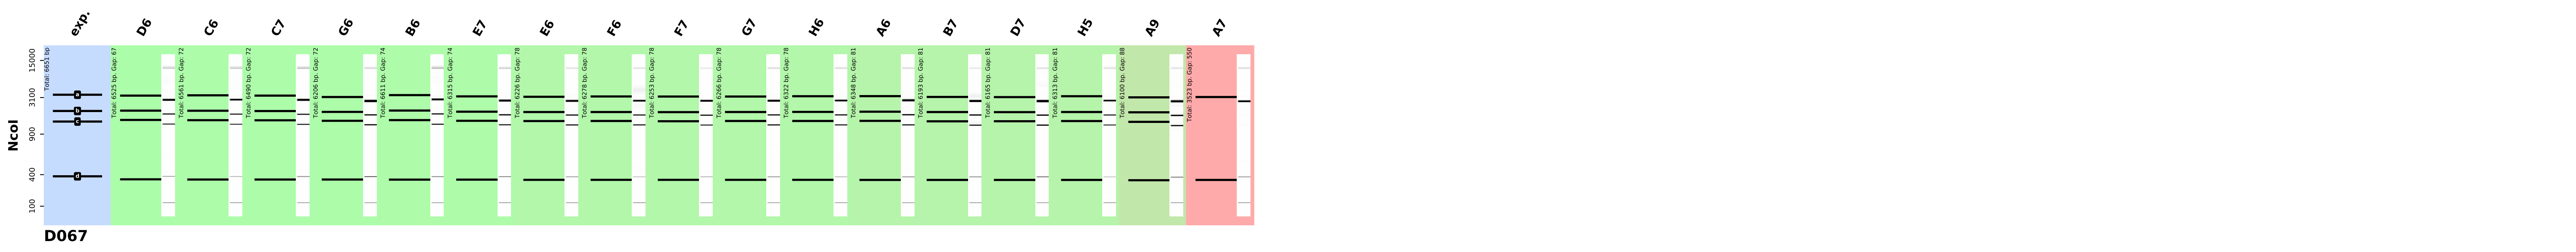 exp. D6 C6 C7 G6 B6 E7 E6 F6 F7 G7 H6 A6 B7 D7 H5 A9 A7
Total: 6651 bp
Total: 6525 bp. Gap: 67
Total: 6561 bp. Gap: 72
Total: 6490 bp. Gap: 72
Total: 6206 bp. Gap: 72
Total: 6611 bp. Gap: 74
Total: 6315 bp. Gap: 74
Total: 6226 bp. Gap: 78
Total: 6278 bp. Gap: 78
Total: 6253 bp. Gap: 78
Total: 6266 bp. Gap: 78
Total: 6322 bp. Gap: 78
Total: 6348 bp. Gap: 81
Total: 6193 bp. Gap: 81
Total: 6165 bp. Gap: 81
Total: 6313 bp. Gap: 81
Total: 6100 bp. Gap: 88
Total: 3523 bp. Gap: 550
NcoI
15000
3100
900
400
100
a
b
c
d
D067